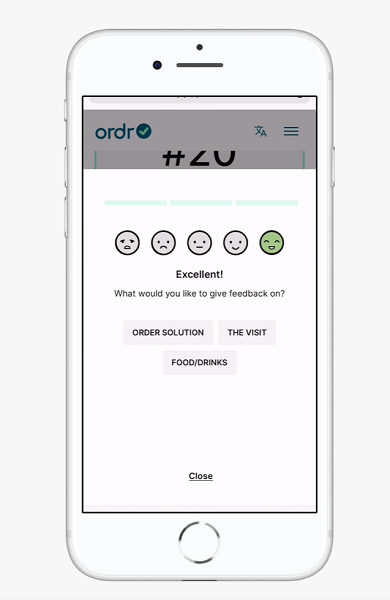 ordr
#20
Excellent!
What would you like to give feedback on?
ORDER SOLUTION
THE VISIT
FOOD/DRINKS
Close